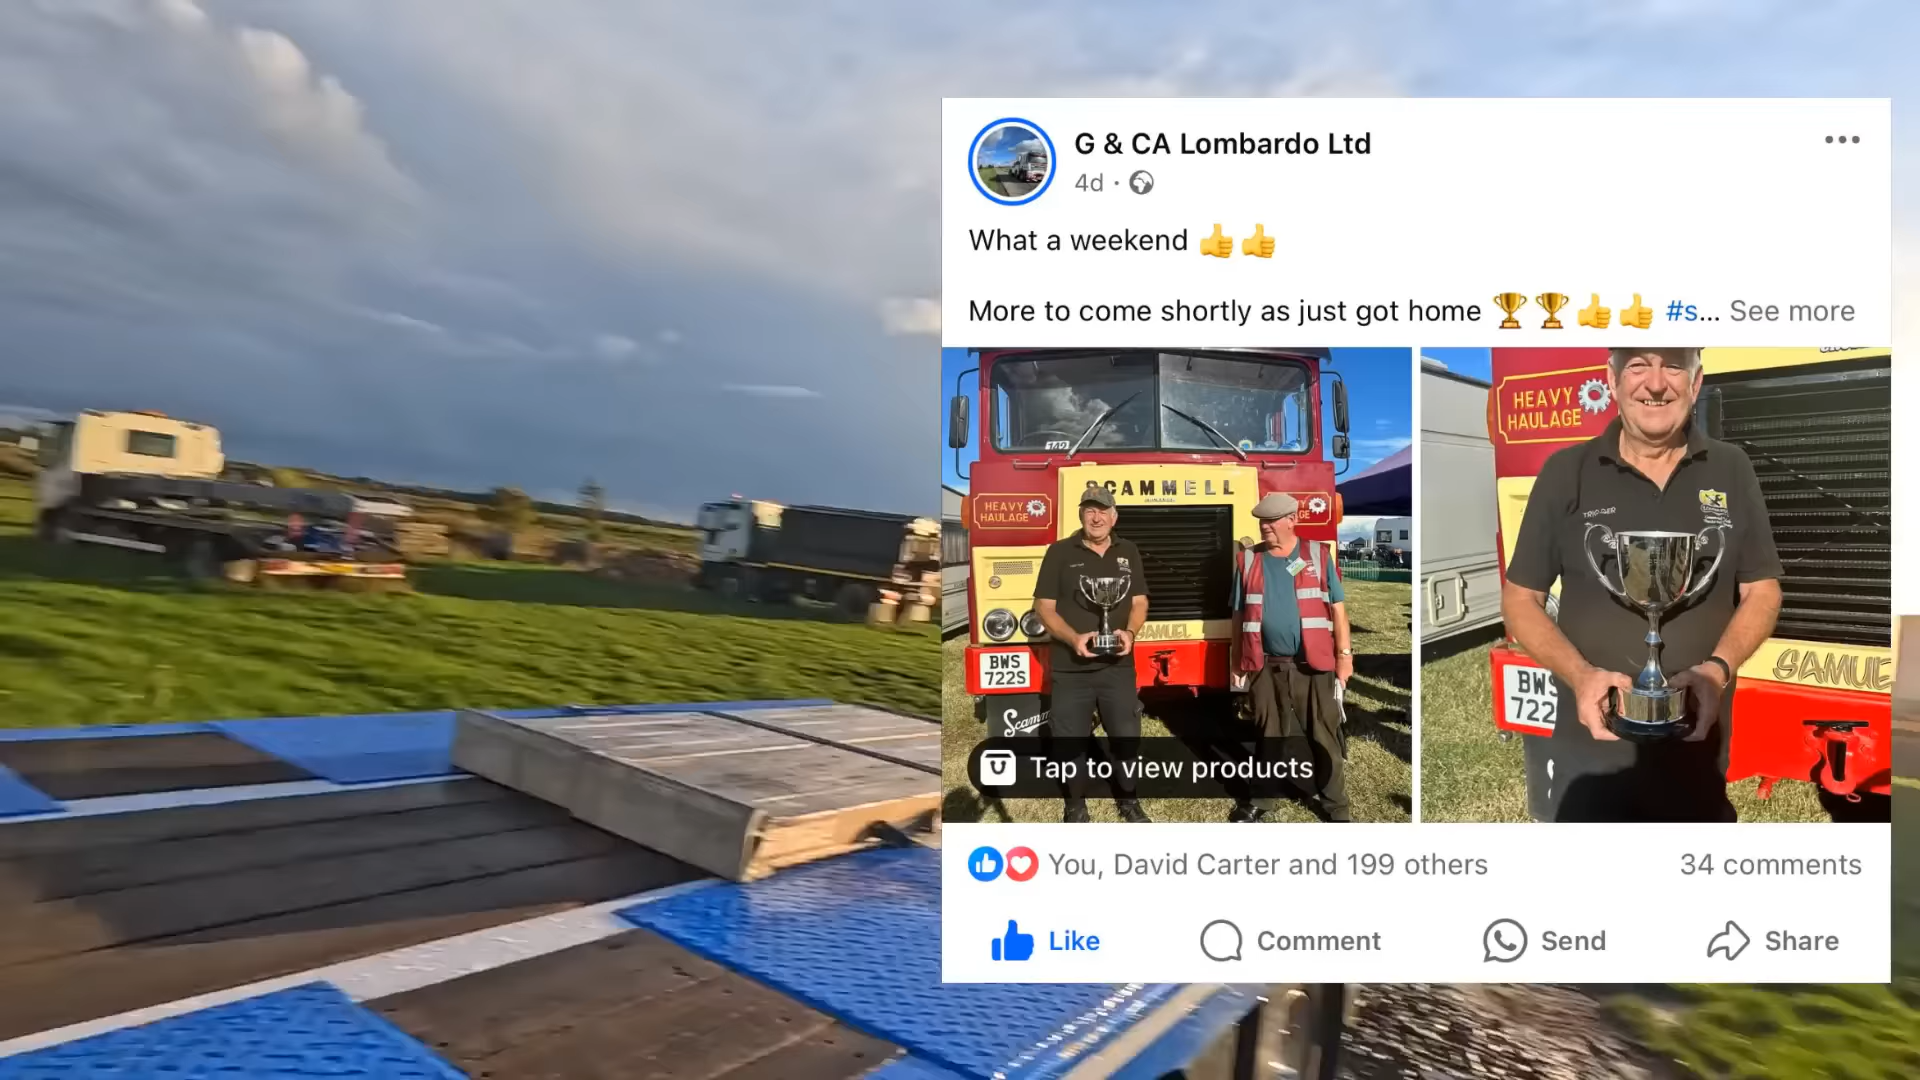 G & CA Lombardo Ltd
4d ·
What a weekend 👍👍
More to come shortly as just got home 🏆🏆👍👍 #s... See more
142
SCAMMELL
HEAVY
HAULAGE
SAMUEL
BWS
722S
Scamm
Tap to view products
HEAVY
HAULAGE
SAMUE
BWS
722
You, David Carter and 199 others
34 comments
Like
Comment
Send
Share